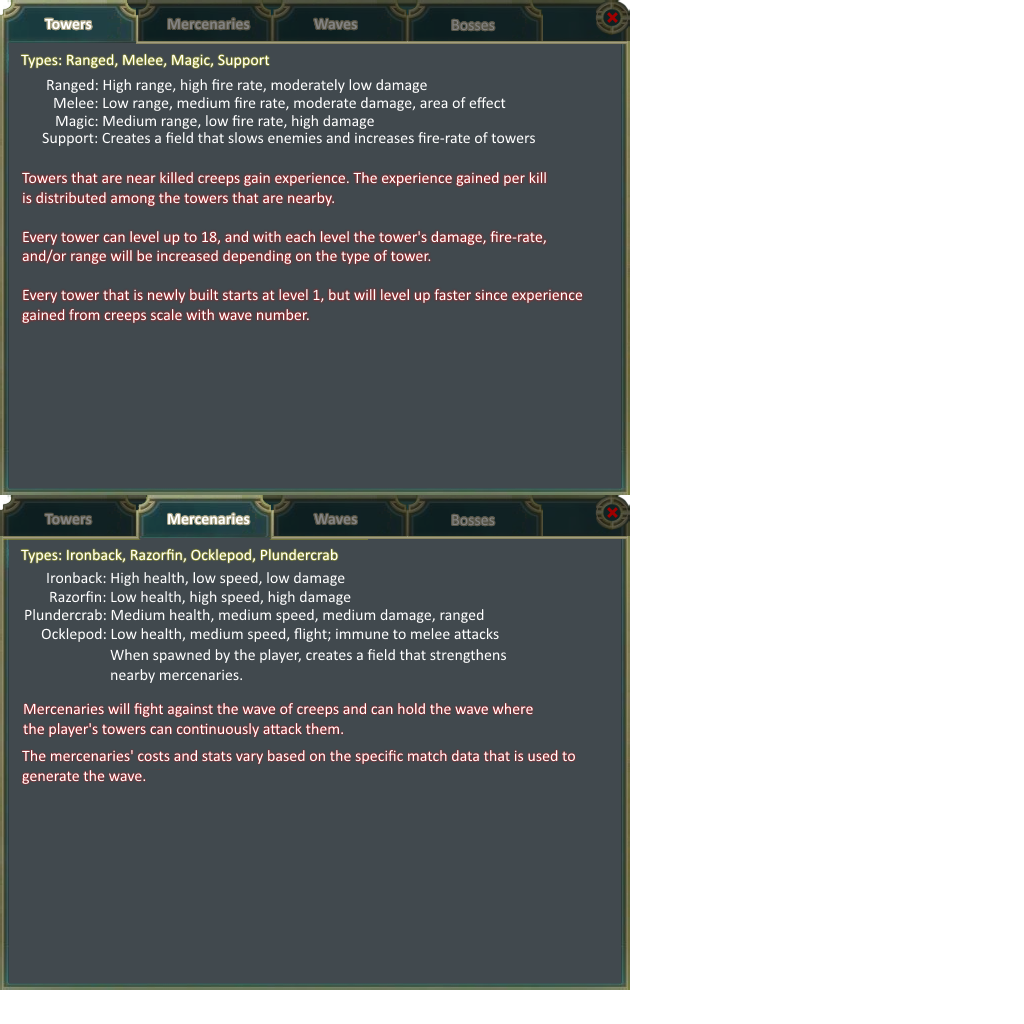 Towers Mercenaries Waves Bosses
Types: Ranged, Melee, Magic, Support
Ranged: High range, high fire rate, moderately low damage
Melee: Low range, medium fire rate, moderate damage, area of effect
Magic: Medium range, low fire rate, high damage
Support: Creates a field that slows enemies and increases fire-rate of towers
Towers that are near killed creeps gain experience. The experience gained per kill
is distributed among the towers that are nearby.
Every tower can level up to 18, and with each level the tower's damage, fire-rate,
and/or range will be increased depending on the type of tower.
Every tower that is newly built starts at level 1, but will level up faster since experience
gained from creeps scale with wave number.
Towers Mercenaries Waves Bosses
Types: Ironback, Razorfin, Ocklepod, Plundercrab
Ironback: High health, low speed, low damage
Razorfin: Low health, high speed, high damage
Plundercrab: Medium health, medium speed, medium damage, ranged
Ocklepod: Low health, medium speed, flight; immune to melee attacks
When spawned by the player, creates a field that strengthens
nearby mercenaries.
Mercenaries will fight against the wave of creeps and can hold the wave where
the player's towers can continuously attack them.
The mercenaries' costs and stats vary based on the specific match data that is used to
generate the wave.